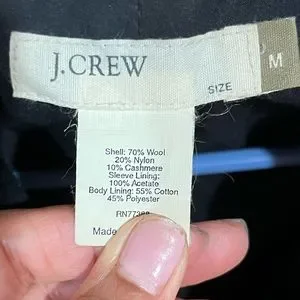 J.CREW
SIZE M
Shell: 70% Wool
20% Nylon
10% Cashmere
Sleeve Lining:
100% Acetate
Body Lining: 55% Cotton
45% Polyester
Made